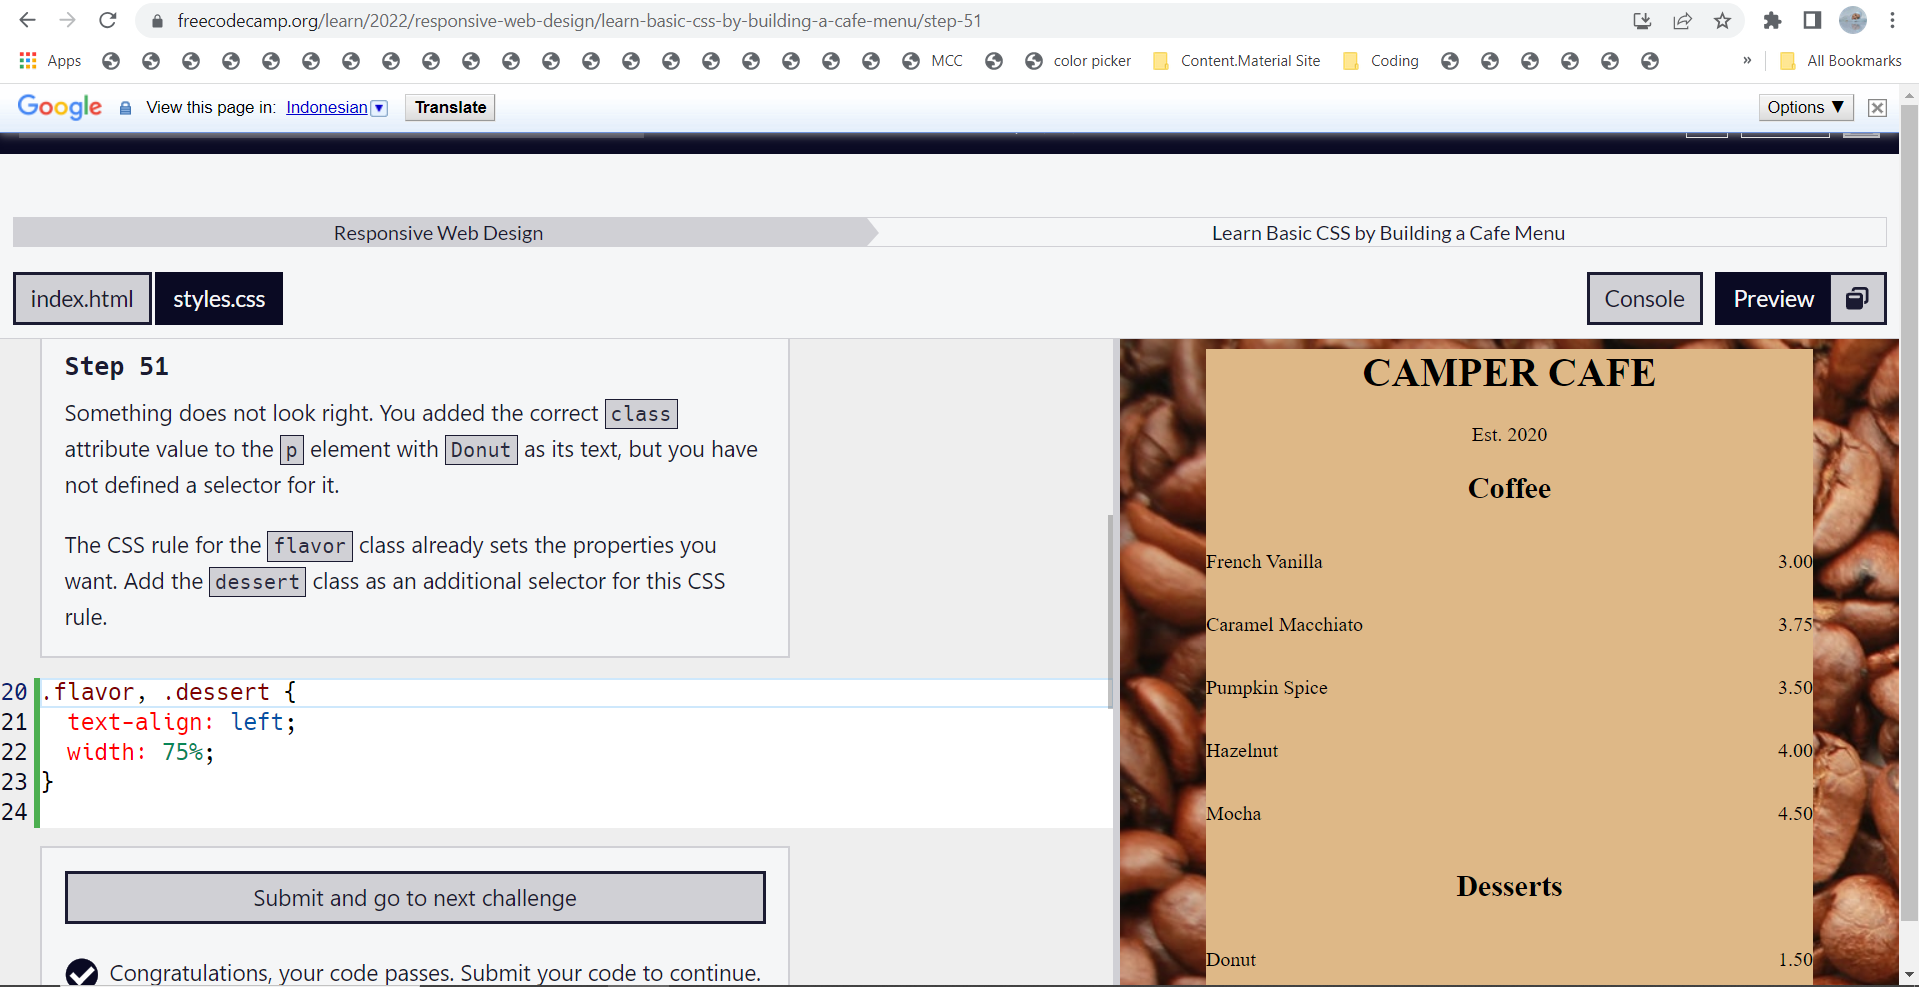 freecodecamp.org/learn/2022/responsive-web-design/learn-basic-css-by-building-a-cafe-menu/step-51
Apps MCC color picker Content.Material Site Coding » All Bookmarks
Google View this page in: Indonesian Translate Options ▼
Responsive Web Design Learn Basic CSS by Building a Cafe Menu
index.html styles.css Console Preview
Step 51
Something does not look right. You added the correct class
attribute value to the p element with Donut as its text, but you have
not defined a selector for it.
The CSS rule for the flavor class already sets the properties you
want. Add the dessert class as an additional selector for this CSS
rule.
20 .flavor, .dessert {
21 text-align: left;
22 width: 75%;
23 }
24
Submit and go to next challenge
Congratulations, your code passes. Submit your code to continue.
CAMPER CAFE
Est. 2020
Coffee
French Vanilla 3.00
Caramel Macchiato 3.75
Pumpkin Spice 3.50
Hazelnut 4.00
Mocha 4.50
Desserts
Donut 1.50